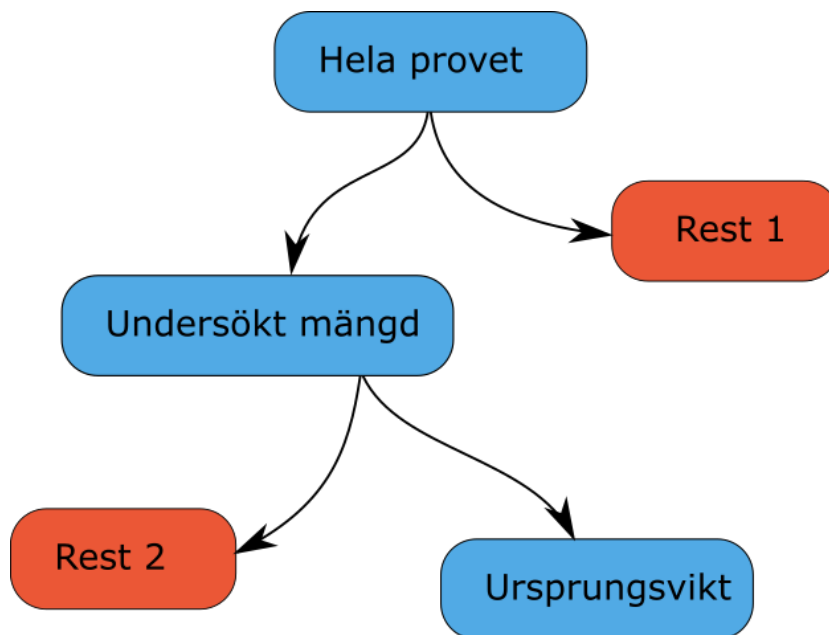 Hela provet
Rest 1
Undersökt mängd
Rest 2
Ursprungsvikt